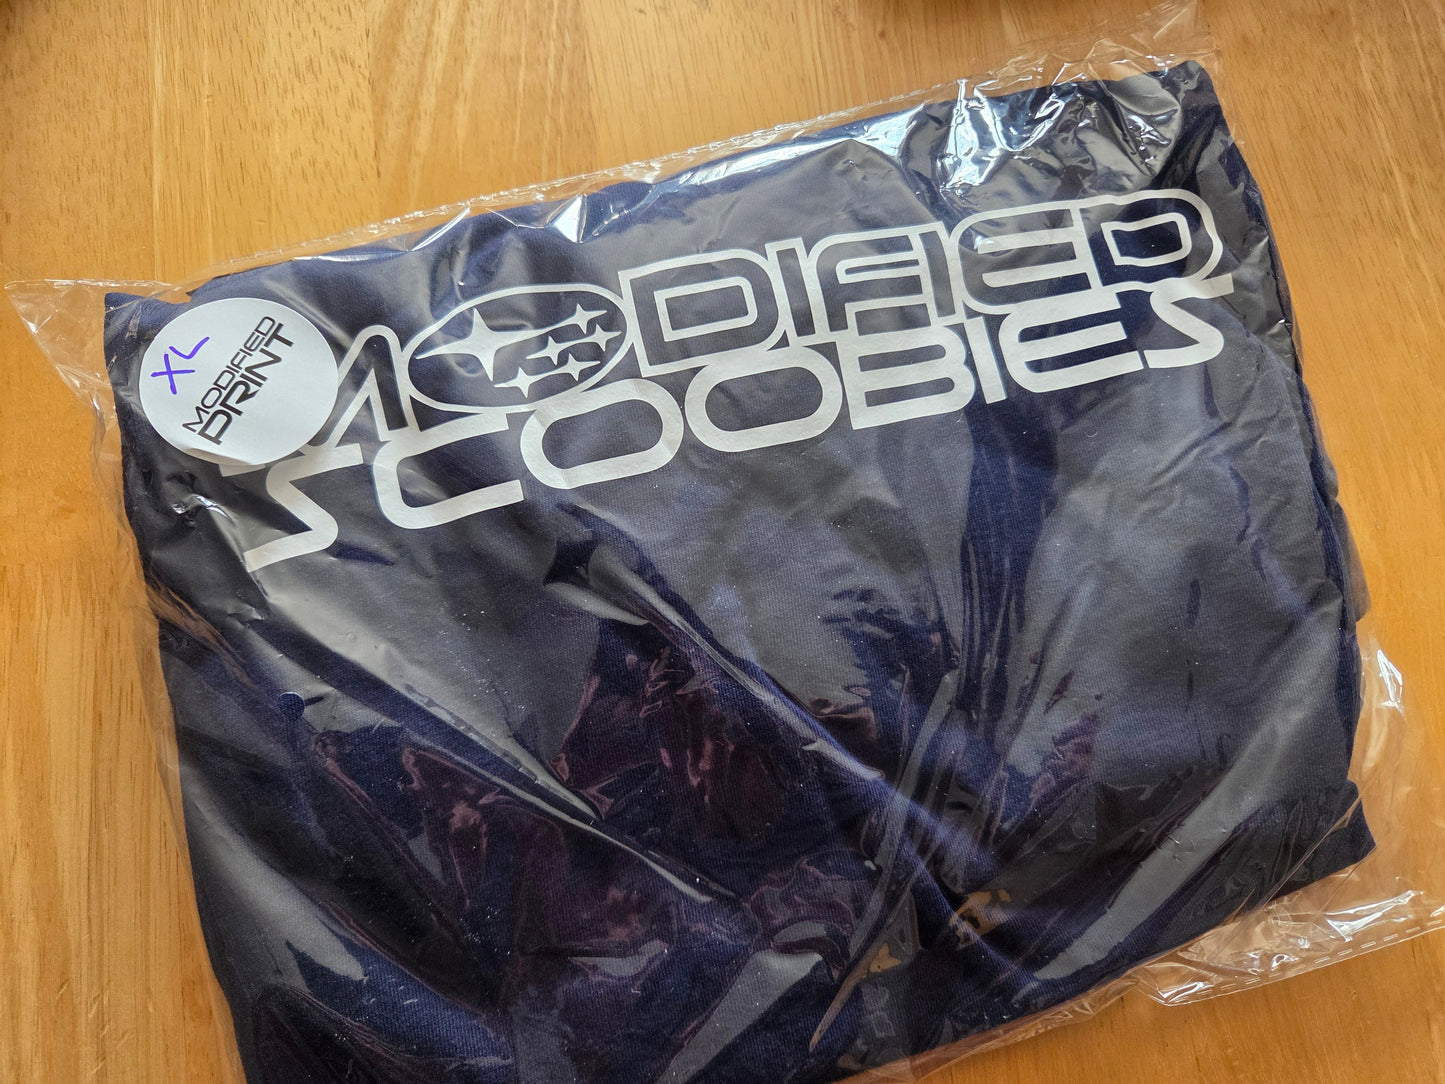 XL
MODIFIED
PRINT
MODIFIED
SCOOBIES